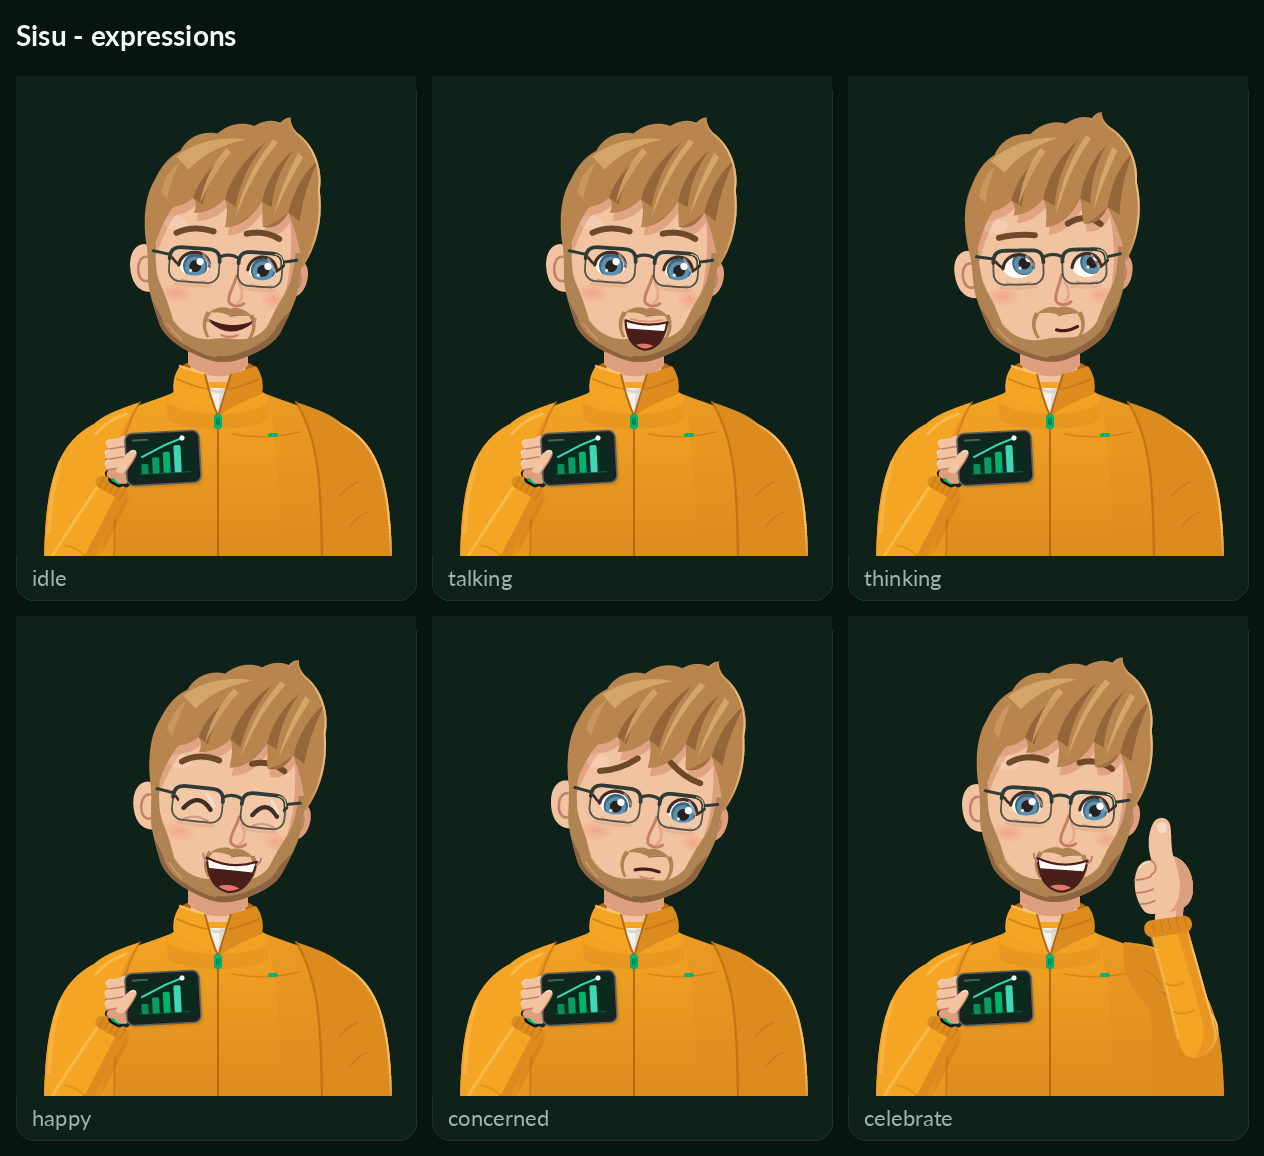 Sisu - expressions
idle
talking
thinking
happy
concerned
celebrate